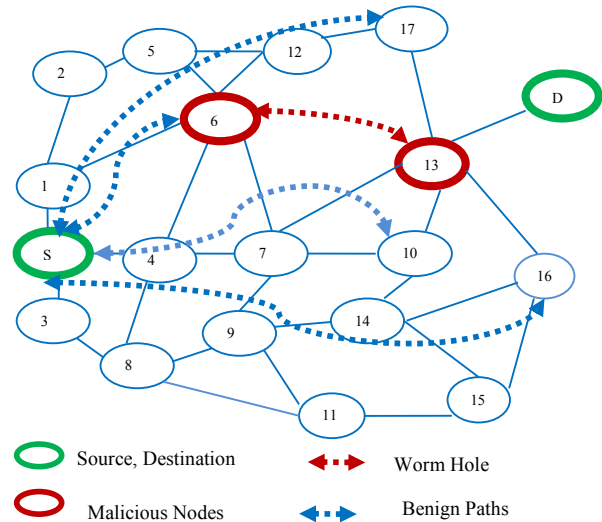 17
5
12
2
D
6
13
1
S
4
7
10
16
3
14
9
8
15
11
Source, Destination
Worm Hole
Malicious Nodes
Benign Paths